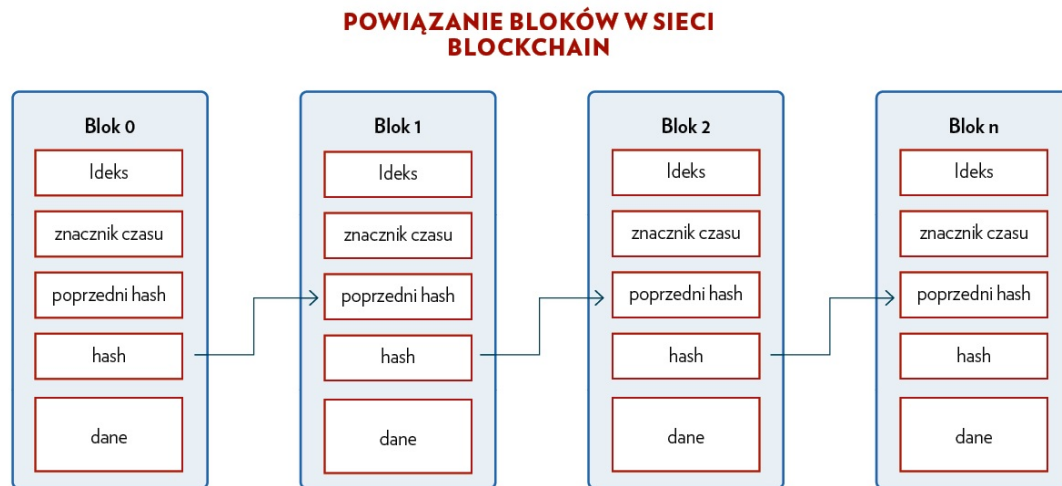 POWIĄZANIE BLOKÓW W SIECI
BLOCKCHAIN
Blok 0
Ideks
znacznik czasu
poprzedni hash
hash
dane
Blok 1
Ideks
znacznik czasu
poprzedni hash
hash
dane
Blok 2
Ideks
znacznik czasu
poprzedni hash
hash
dane
Blok n
Ideks
znacznik czasu
poprzedni hash
hash
dane